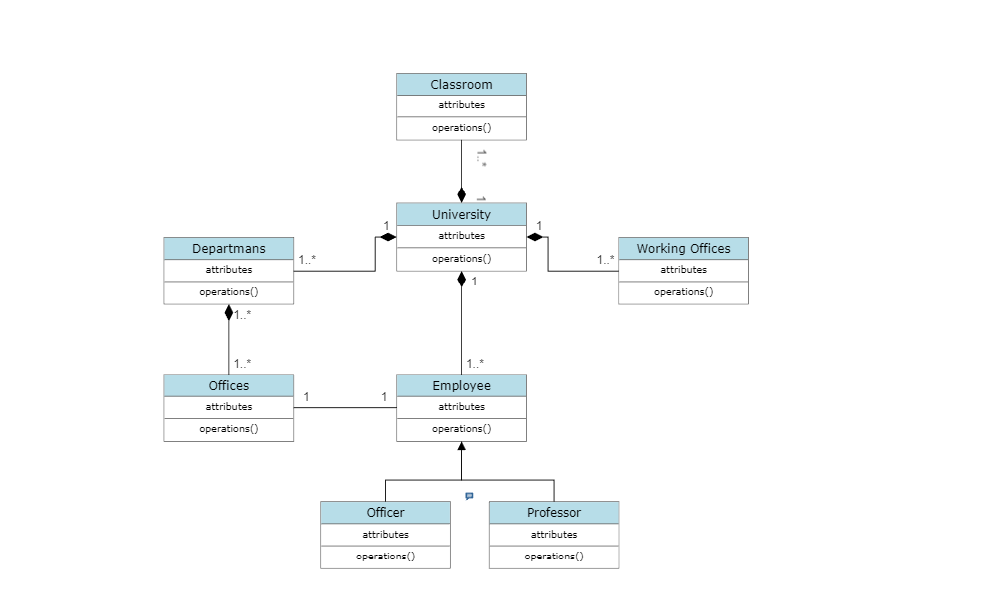 Classroom
attributes
operations()
1..*
1
University
attributes
operations()
1
1
1
Departmans
attributes
operations()
1..*
Working Offices
attributes
operations()
1..*
1..*
1..*
1..*
Offices
attributes
operations()
1
1
Employee
attributes
operations()
Officer
attributes
operations()
Professor
attributes
operations()